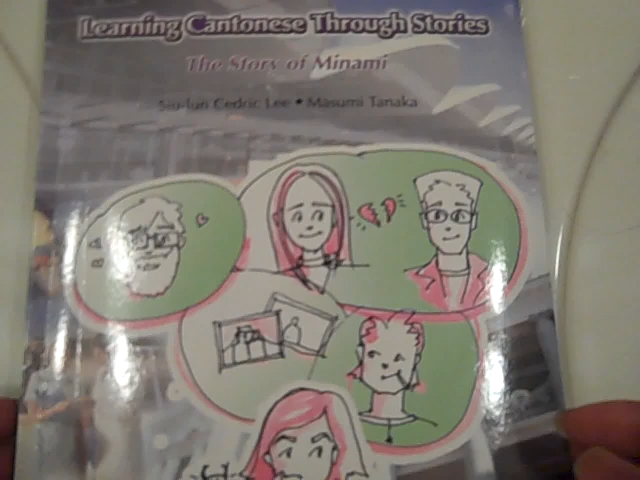 Learning Cantonese Through Stories
The Story of Minami
Siu-lun Cedric Lee • Masumi Tanaka